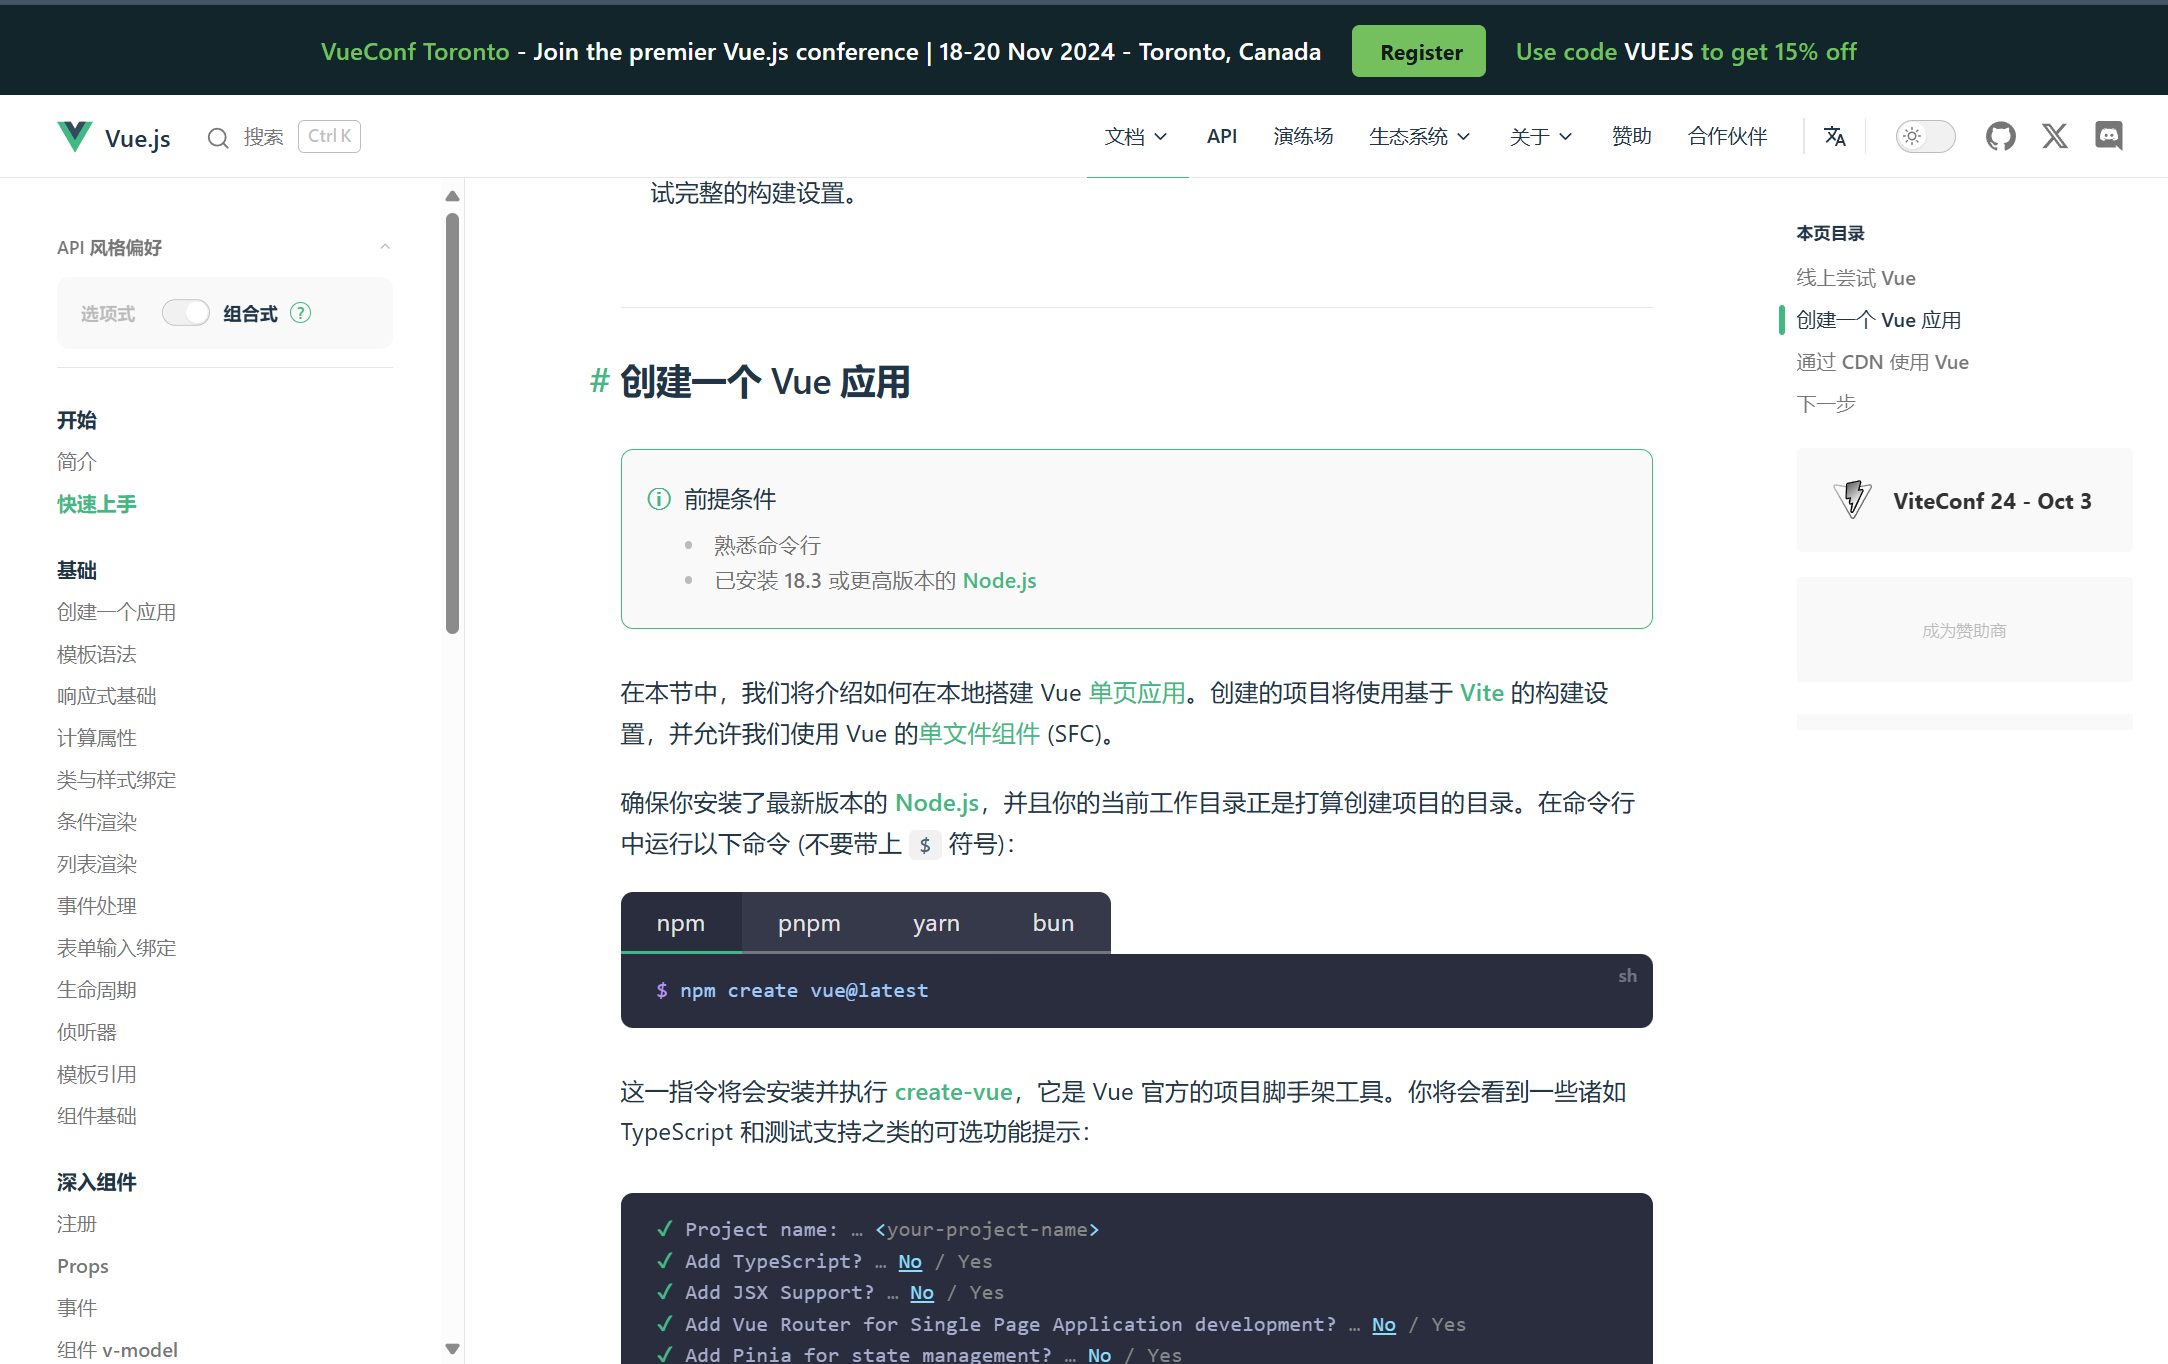 VueConf Toronto - Join the premier Vue.js conference | 18-20 Nov 2024 - Toronto, Canada
Register
Use code VUEJS to get 15% off
Vue.js
搜索
Ctrl K
文档
API
演练场
生态系统
关于
赞助
合作伙伴
API 风格偏好
选项式
组合式
?
开始
简介
快速上手
基础
创建一个应用
模板语法
响应式基础
计算属性
类与样式绑定
条件渲染
列表渲染
事件处理
表单输入绑定
生命周期
侦听器
模板引用
组件基础
深入组件
注册
Props
事件
组件 v-model
试完整的构建设置。
# 创建一个 Vue 应用
前提条件
熟悉命令行
已安装 18.3 或更高版本的 Node.js
在本节中，我们将介绍如何在本地搭建 Vue 单页应用。创建的项目将使用基于 Vite 的构建设
置，并允许我们使用 Vue 的单文件组件 (SFC)。
确保你安装了最新版本的 Node.js，并且你的当前工作目录正是打算创建项目的目录。在命令行
中运行以下命令 (不要带上 $ 符号)：
npm
pnpm
yarn
bun
sh
$ npm create vue@latest
这一指令将会安装并执行 create-vue，它是 Vue 官方的项目脚手架工具。你将会看到一些诸如
TypeScript 和测试支持之类的可选功能提示：
✔ Project name: … <your-project-name>
✔ Add TypeScript? … No / Yes
✔ Add JSX Support? … No / Yes
✔ Add Vue Router for Single Page Application development? … No / Yes
✔ Add Pinia for state management? … No / Yes
本页目录
线上尝试 Vue
创建一个 Vue 应用
通过 CDN 使用 Vue
下一步
ViteConf 24 - Oct 3
成为赞助商